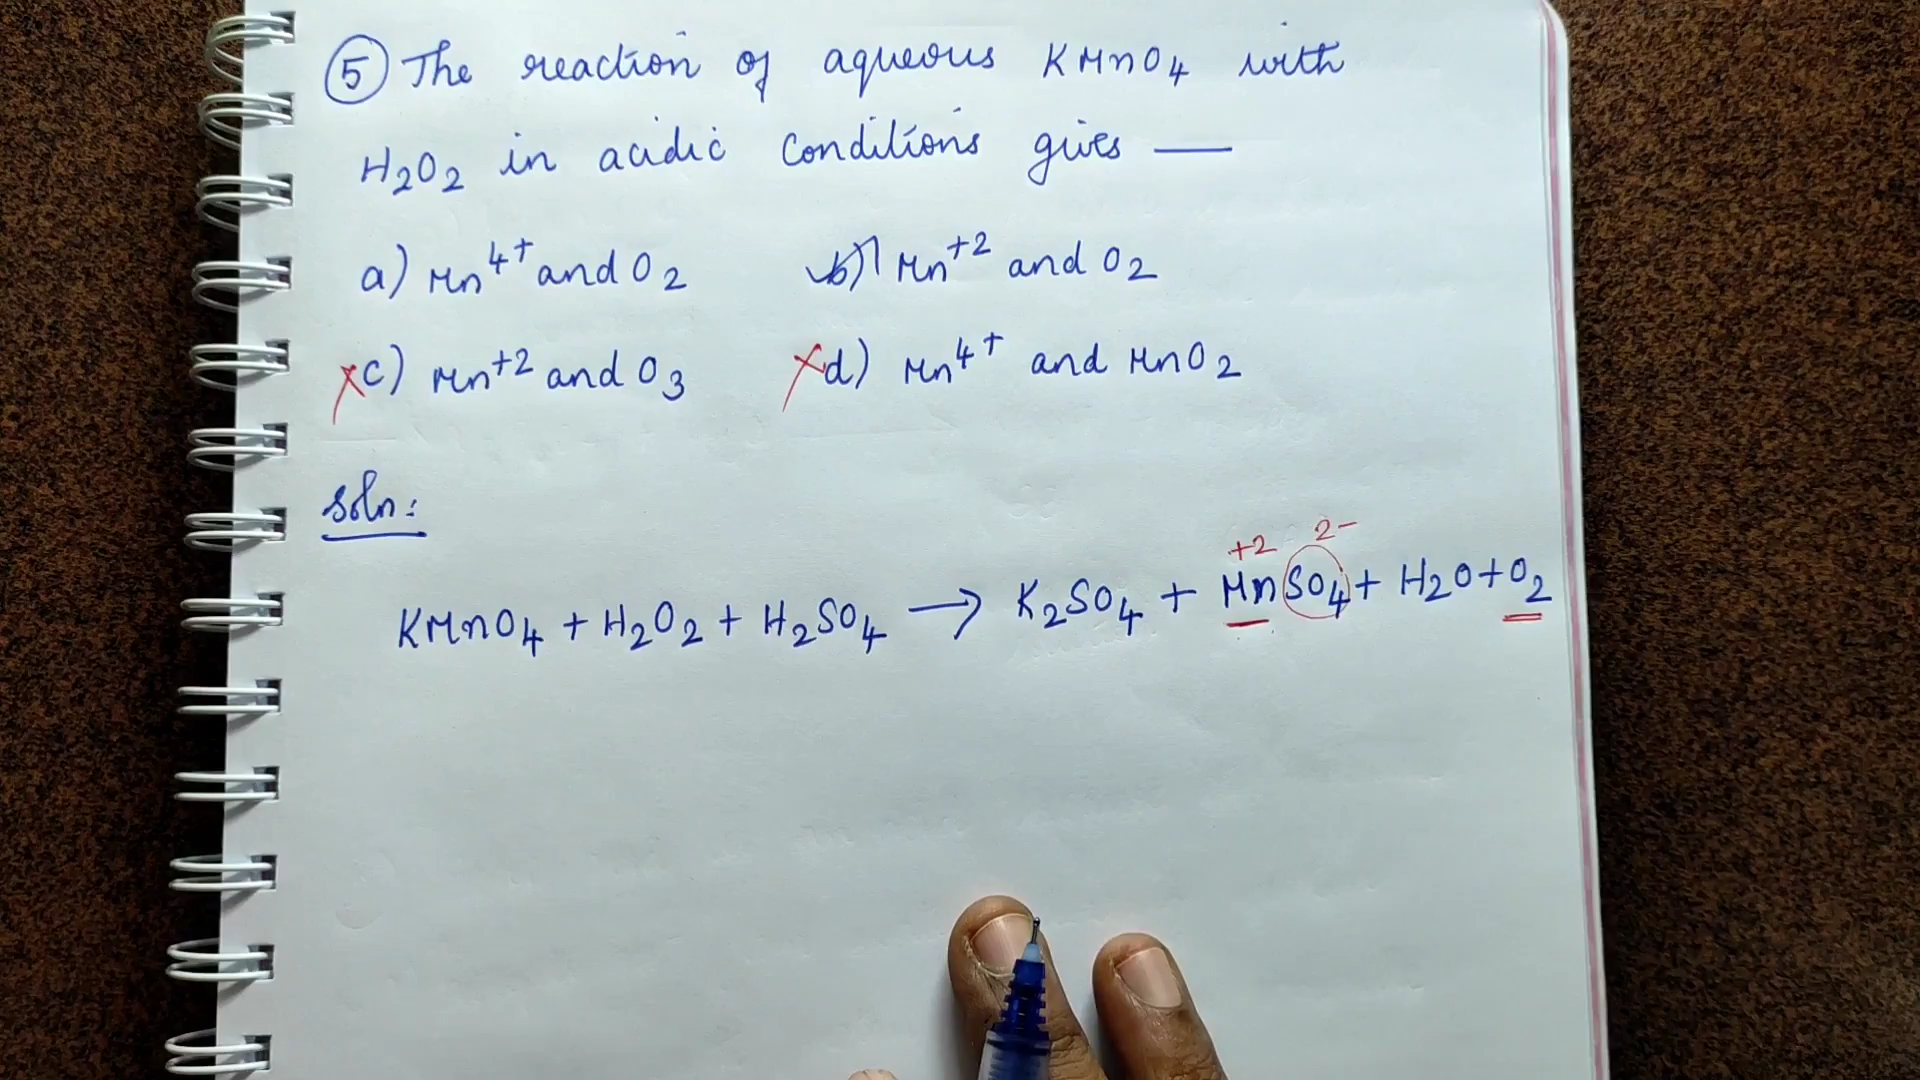 ⑤ The reaction of aqueous KMnO₄ with
H₂O₂ in acidic conditions gives —
a) Mn⁴⁺ and O₂ b) Mn⁺² and O₂
c) Mn⁺² and O₃ d) Mn⁴⁺ and MnO₂
soln:
+2 2-
KMnO₄ + H₂O₂ + H₂SO₄ → K₂SO₄ + MnSO₄ + H₂O + O₂